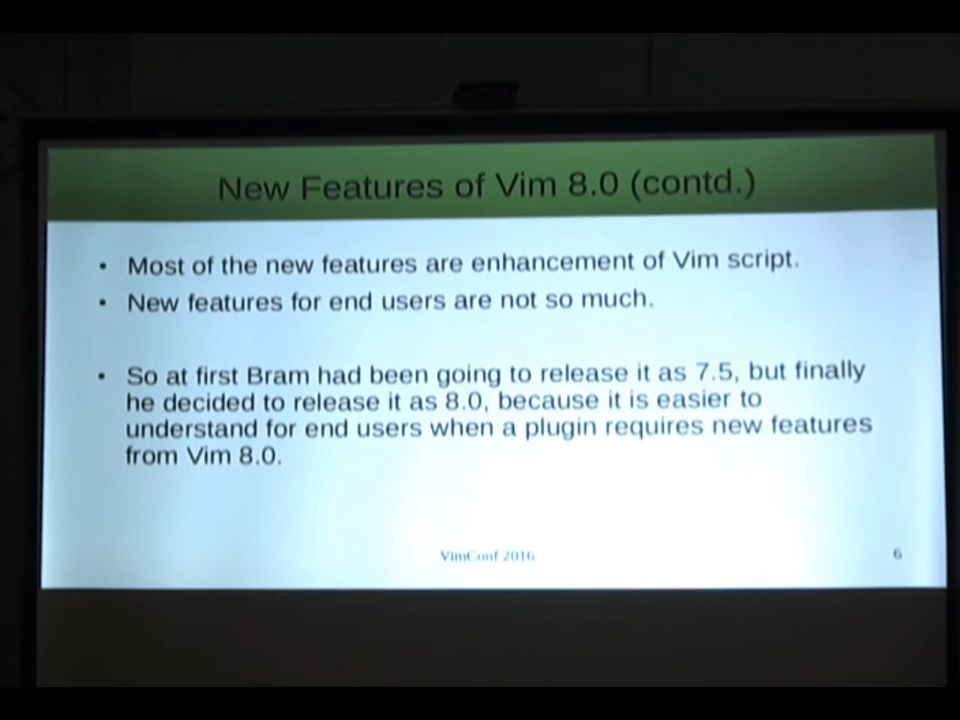 New Features of Vim 8.0 (contd.)
• Most of the new features are enhancement of Vim script.
• New features for end users are not so much.
• So at first Bram had been going to release it as 7.5, but finally
he decided to release it as 8.0, because it is easier to
understand for end users when a plugin requires new features
from Vim 8.0.
VimConf 2016
6